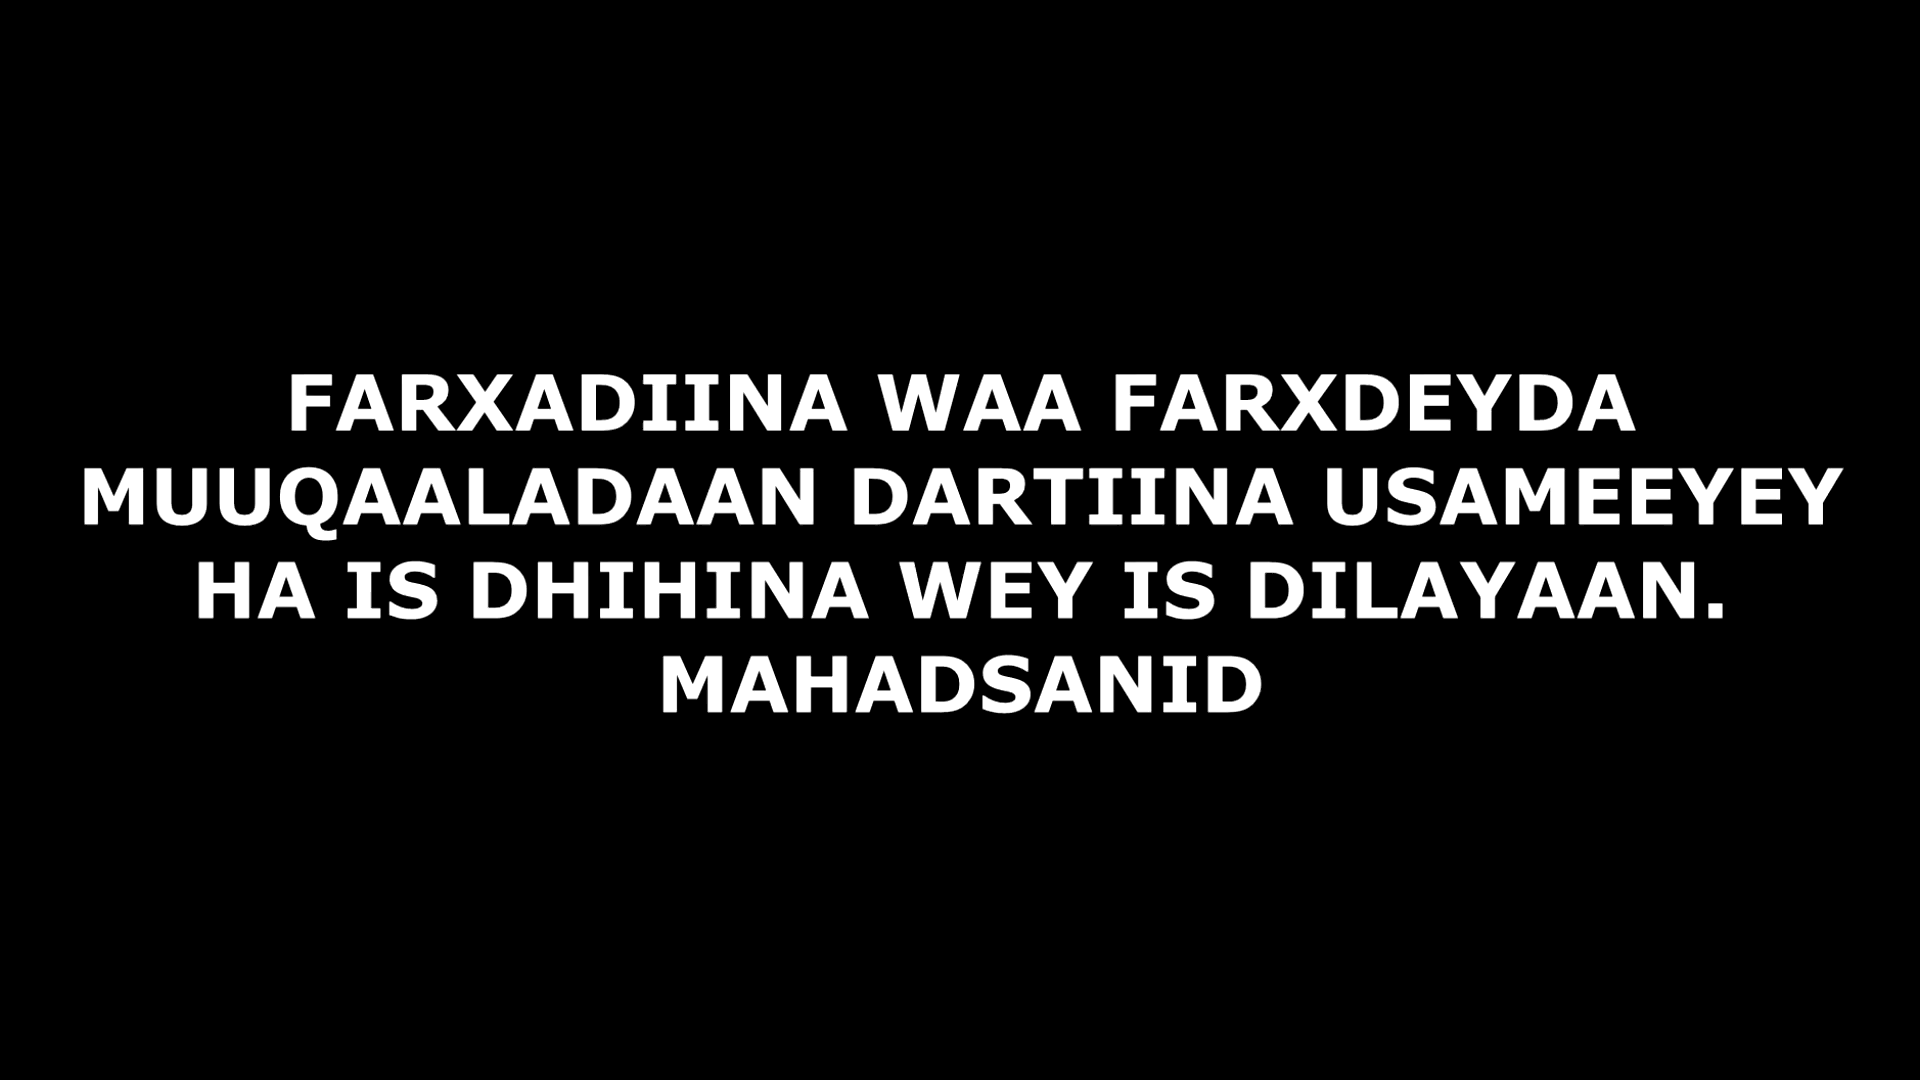 FARXADIINA WAA FARXDEYDA
MUUQAALADAAN DARTIINA USAMEEYEY
HA IS DHIHINA WEY IS DILAYAAN.
MAHADSANID